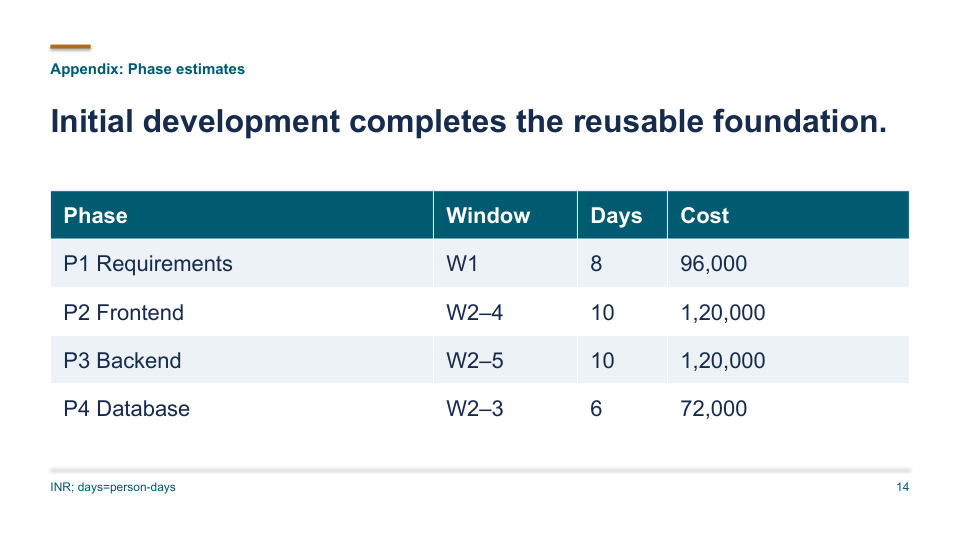 Appendix: Phase estimates
Initial development completes the reusable foundation.
Phase Window Days Cost
P1 Requirements W1 8 96,000
P2 Frontend W2–4 10 1,20,000
P3 Backend W2–5 10 1,20,000
P4 Database W2–3 6 72,000
INR; days=person-days 14